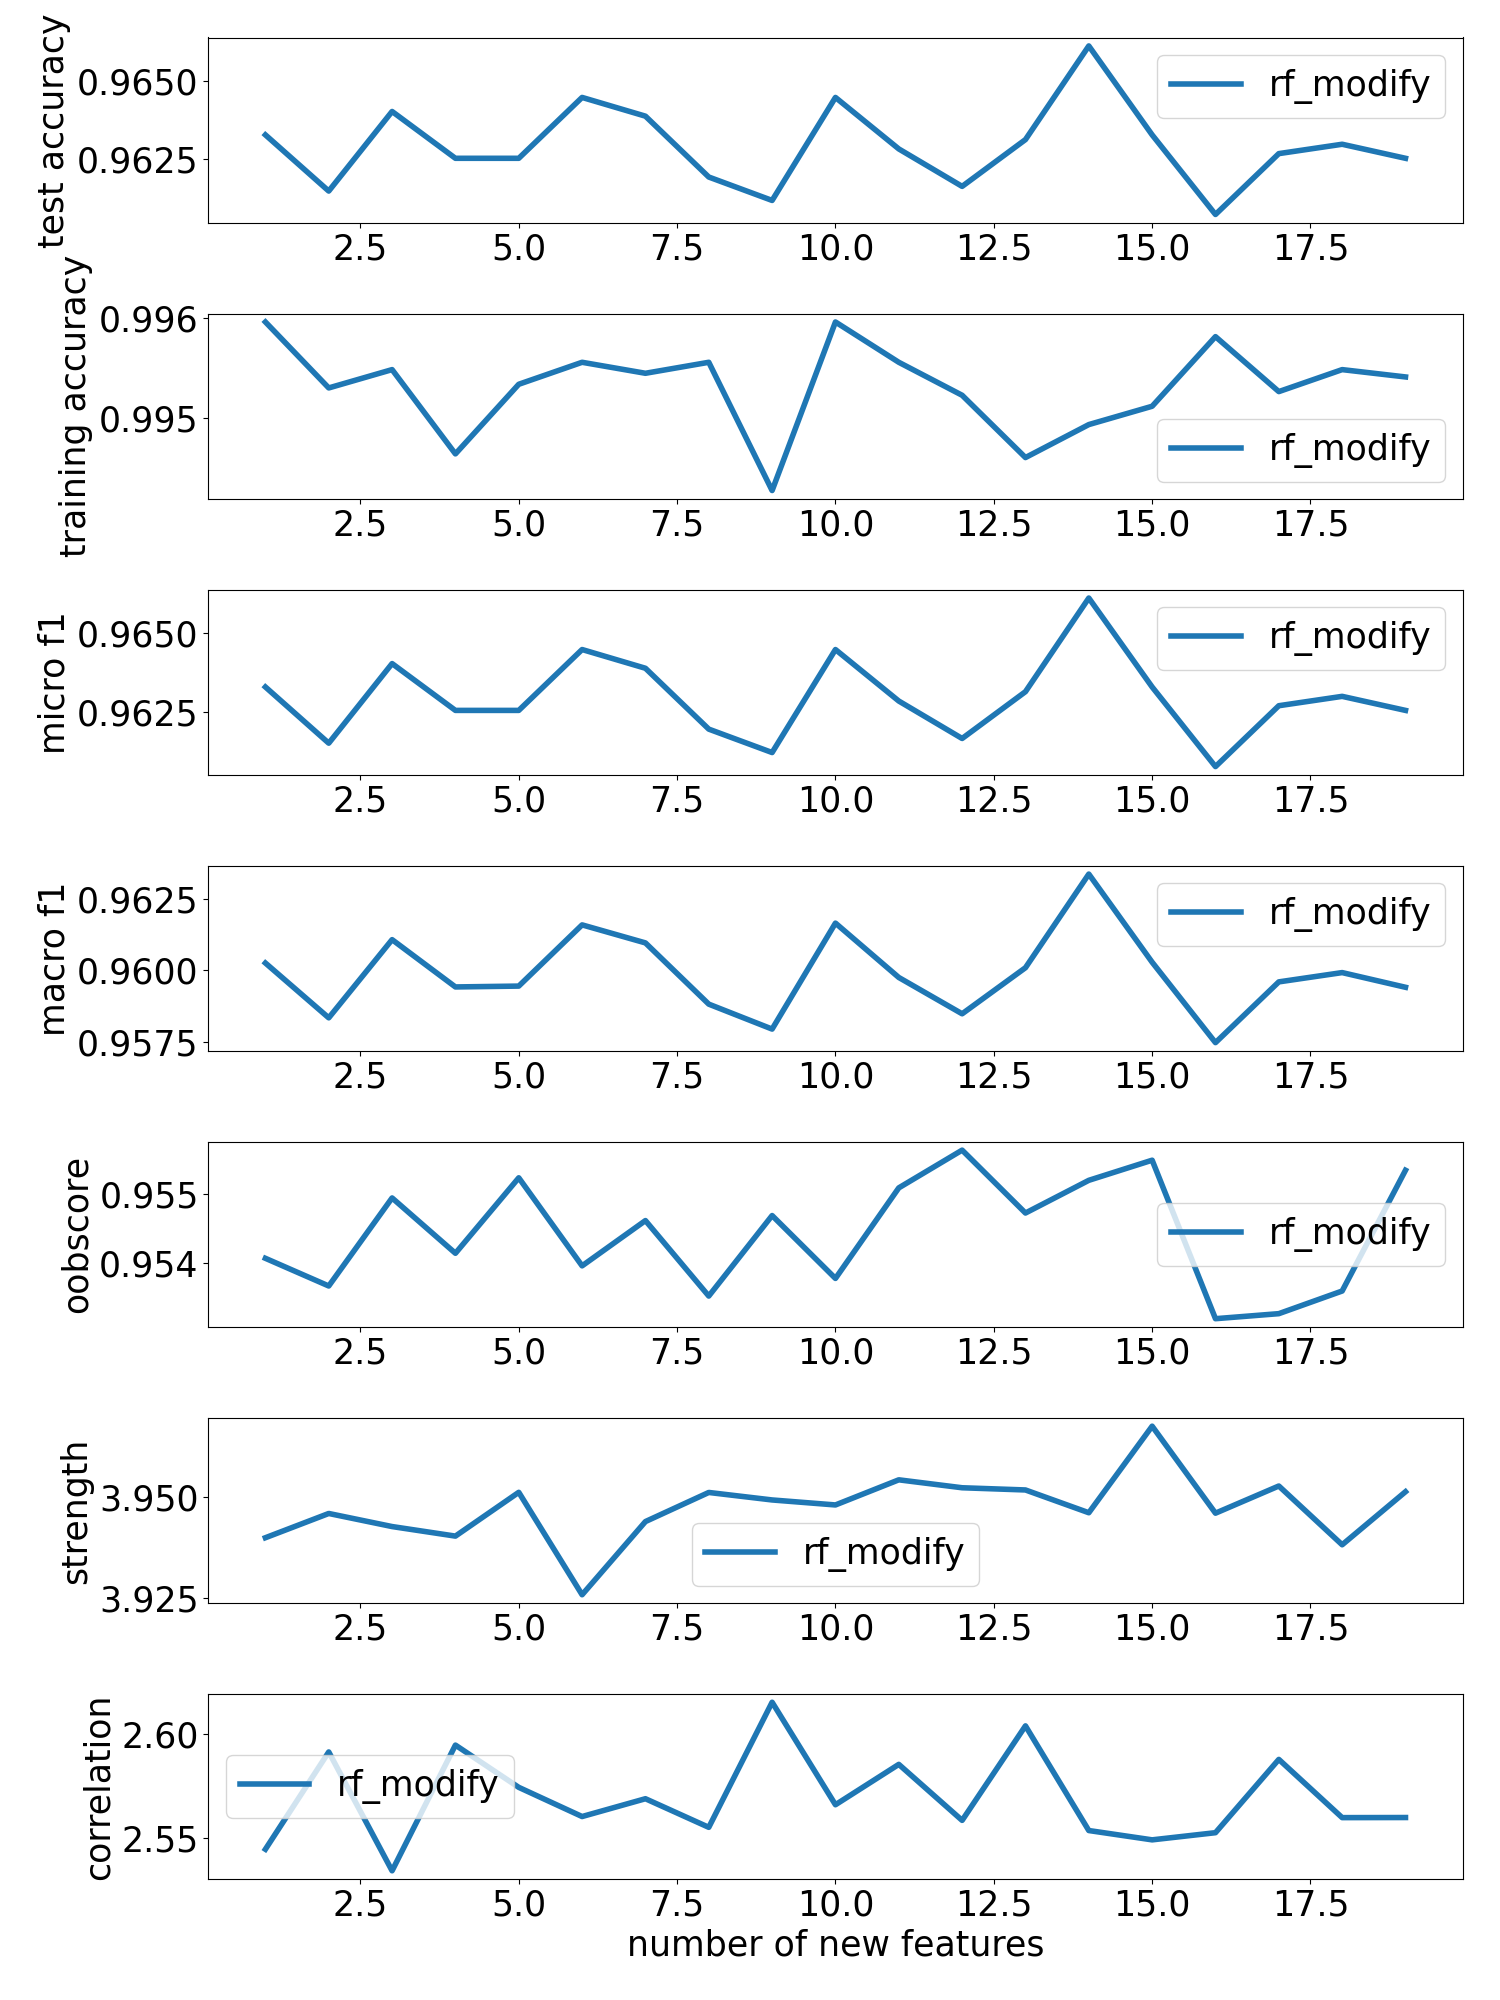 test accuracy
0.9650
0.9625
rf_modify
2.5 5.0 7.5 10.0 12.5 15.0 17.5
training accuracy
0.996
0.995
rf_modify
2.5 5.0 7.5 10.0 12.5 15.0 17.5
micro f1
0.9650
0.9625
rf_modify
2.5 5.0 7.5 10.0 12.5 15.0 17.5
macro f1
0.9625
0.9600
0.9575
rf_modify
2.5 5.0 7.5 10.0 12.5 15.0 17.5
oobscore
0.955
0.954
rf_modify
2.5 5.0 7.5 10.0 12.5 15.0 17.5
strength
3.950
3.925
rf_modify
2.5 5.0 7.5 10.0 12.5 15.0 17.5
correlation
2.60
2.55
rf_modify
2.5 5.0 7.5 10.0 12.5 15.0 17.5
number of new features